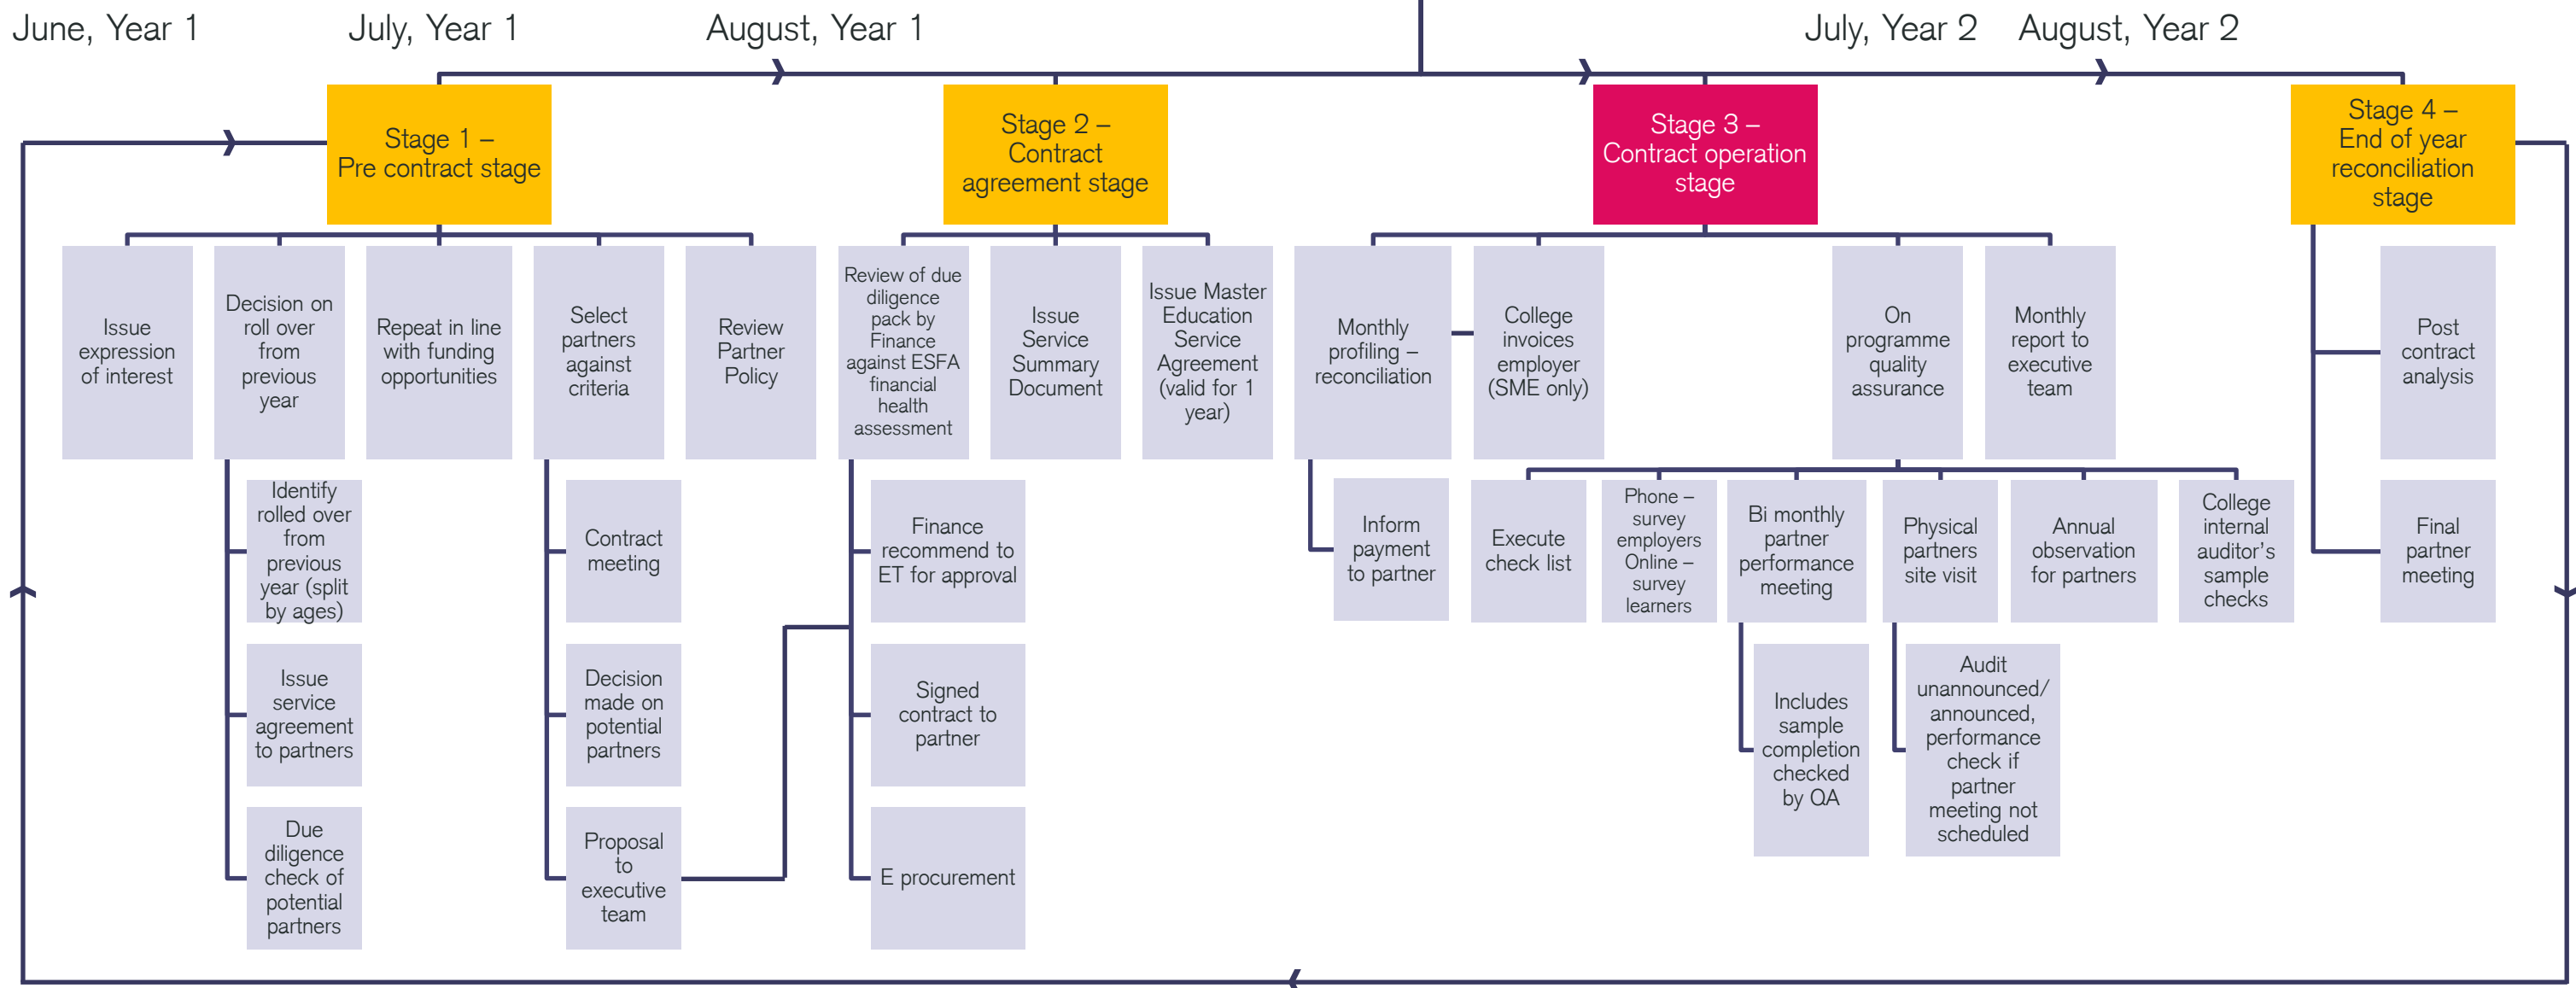 June, Year 1
July, Year 1
August, Year 1
July, Year 2
August, Year 2
Stage 1 –
Pre contract stage
Stage 2 –
Contract
agreement stage
Stage 3 –
Contract operation
stage
Stage 4 –
End of year
reconciliation
stage
Issue
expression
of interest
Decision on
roll over
from
previous
year
Repeat in line
with funding
opportunities
Select
partners
against
criteria
Review
Partner
Policy
Review of due
diligence
pack by
Finance
against ESFA
financial
health
assessment
Issue
Service
Summary
Document
Issue Master
Education
Service
Agreement
(valid for 1
year)
Monthly
profiling –
reconciliation
College
invoices
employer
(SME only)
On
programme
quality
assurance
Monthly
report to
executive
team
Post
contract
analysis
Identify
rolled over
from
previous
year (split
by ages)
Contract
meeting
Finance
recommend to
ET for approval
Inform
payment
to partner
Execute
check list
Phone –
survey
employers
Online –
survey
learners
Bi monthly
partner
performance
meeting
Physical
partners
site visit
Annual
observation
for partners
College
internal
auditor's
sample
checks
Final
partner
meeting
Issue
service
agreement
to partners
Decision
made on
potential
partners
Signed
contract to
partner
Includes
sample
completion
checked
by QA
Audit
unannounced/
announced,
performance
check if
partner
meeting not
scheduled
Due
diligence
check of
potential
partners
Proposal
to
executive
team
E procurement